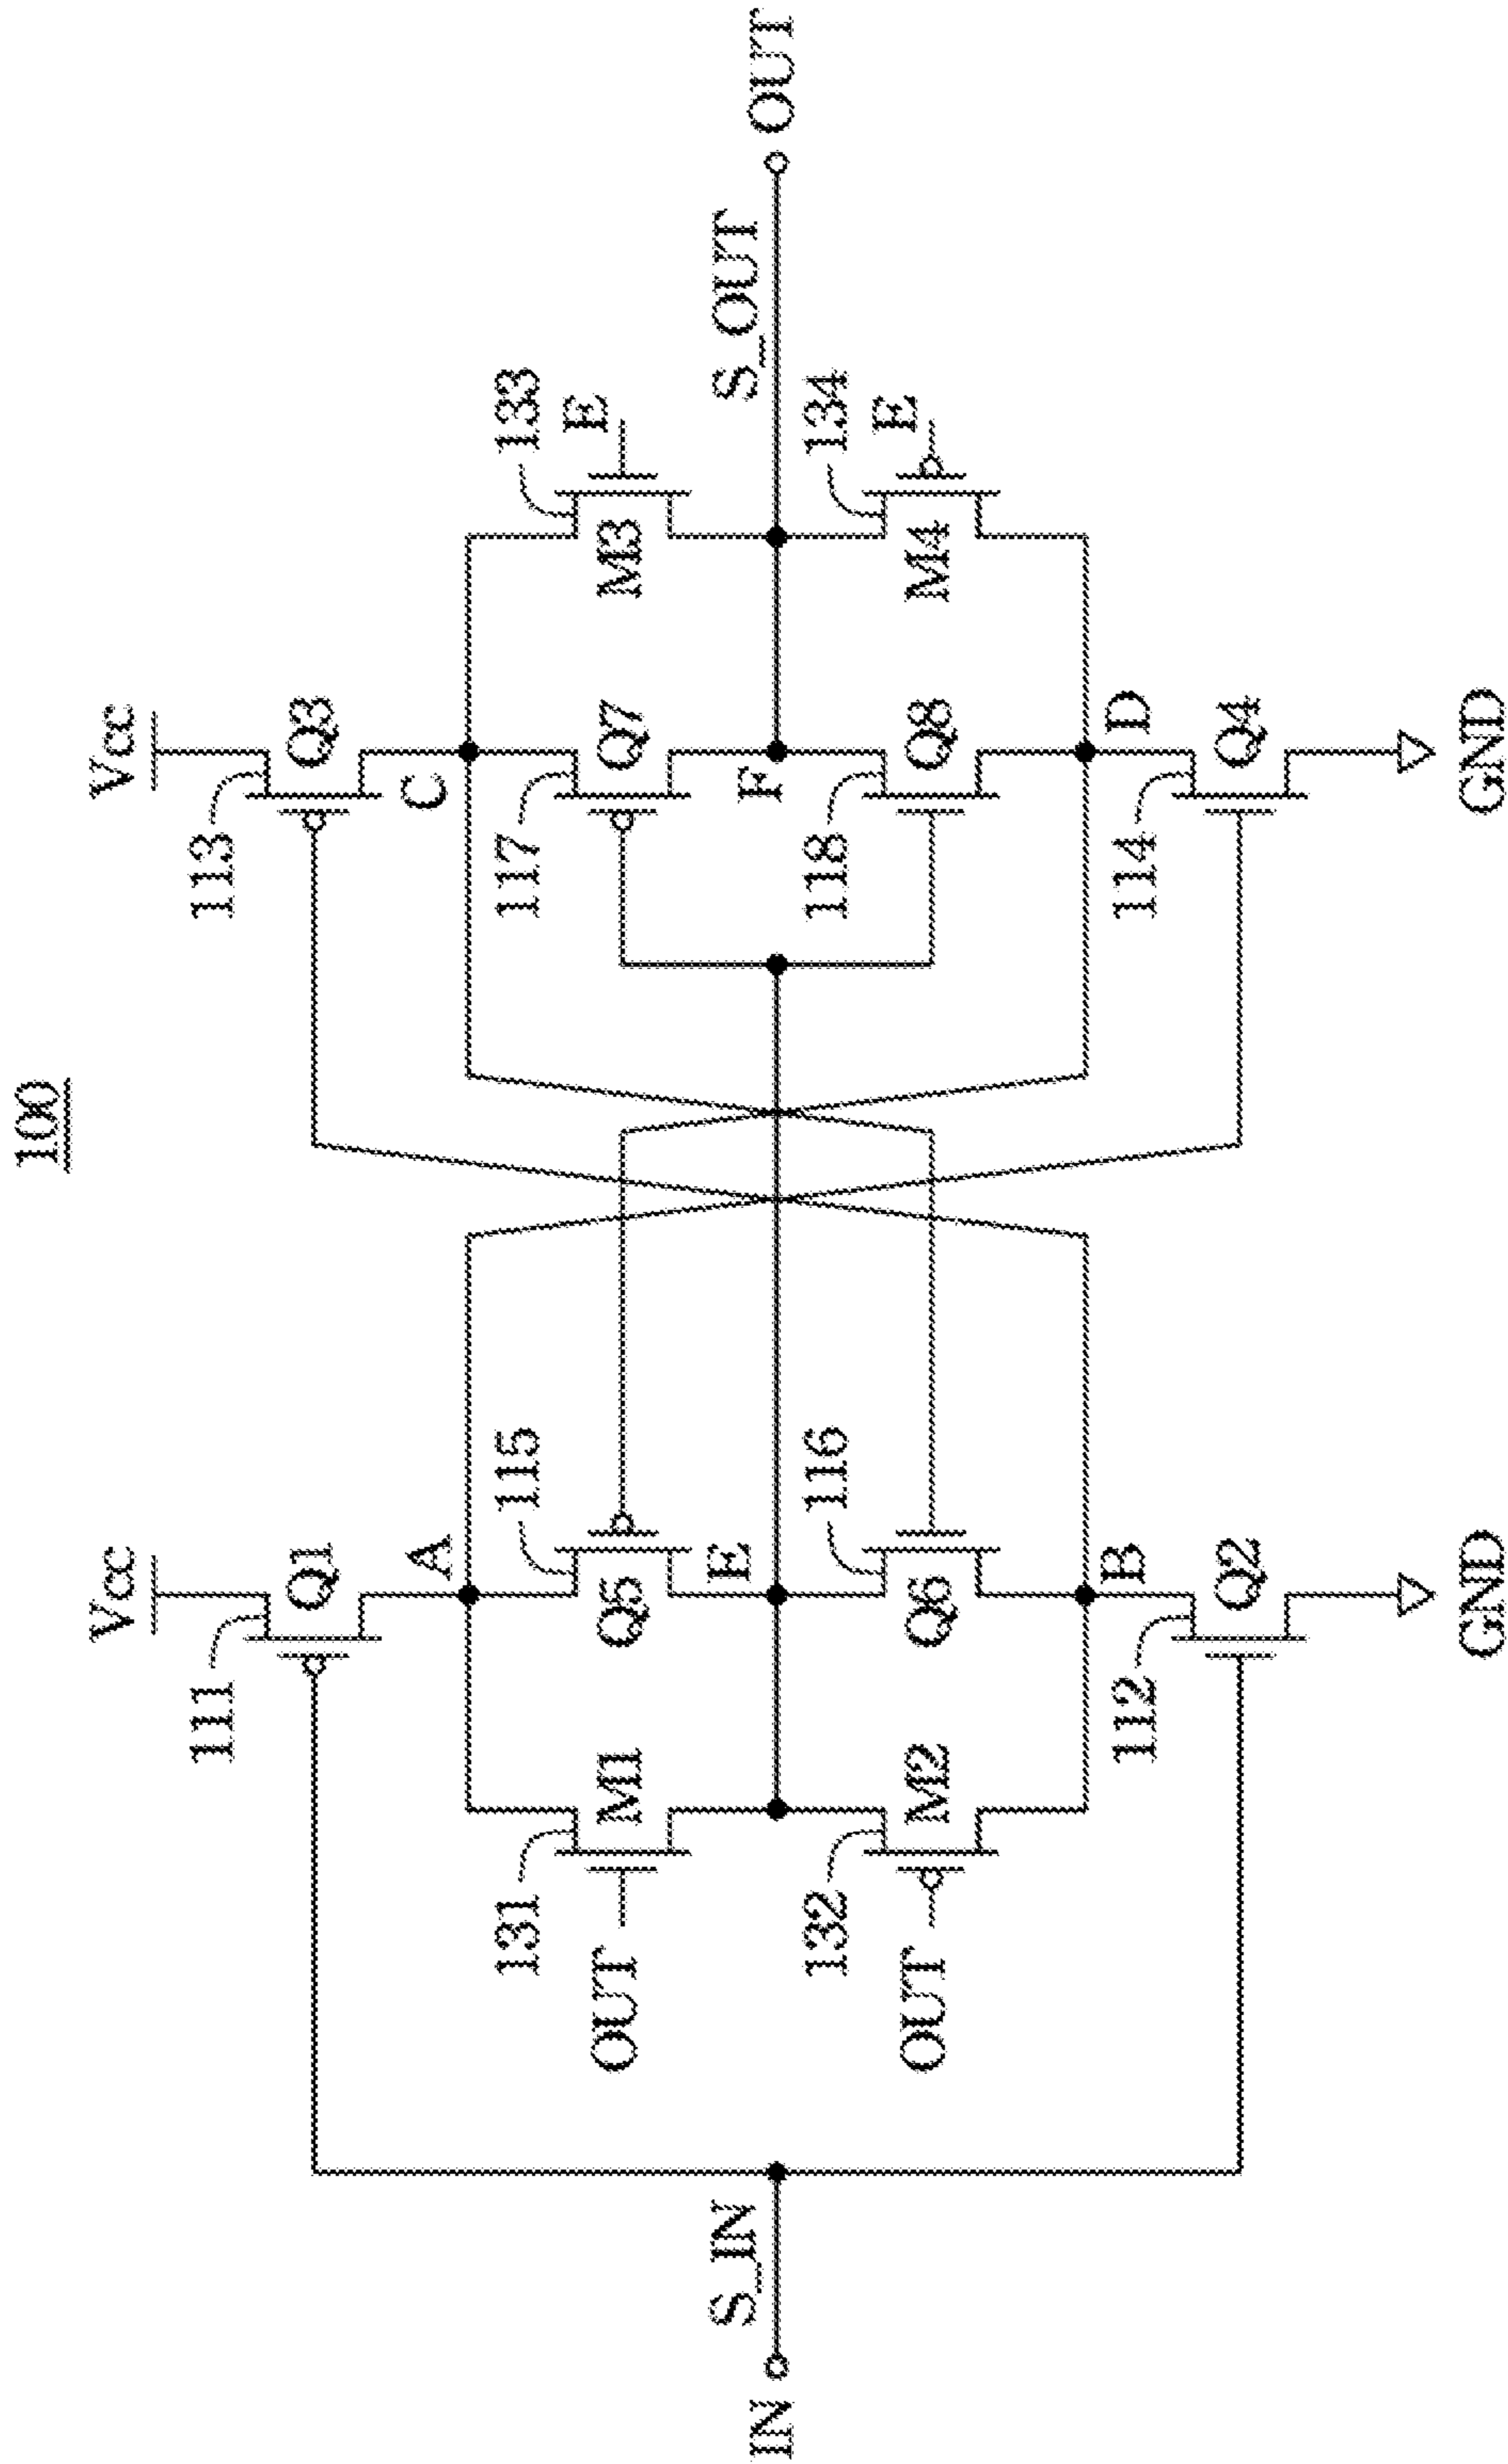 100
Vcc
Vcc
111
Q1
113
Q3
A
C
131
M1
OUT
115
Q5
117
Q7
133
M3
E
IN
S_IN
E
F
S_OUT
OUT
132
M2
OUT
116
Q6
118
Q8
134
M4
E
B
D
112
Q2
114
Q4
GND
GND